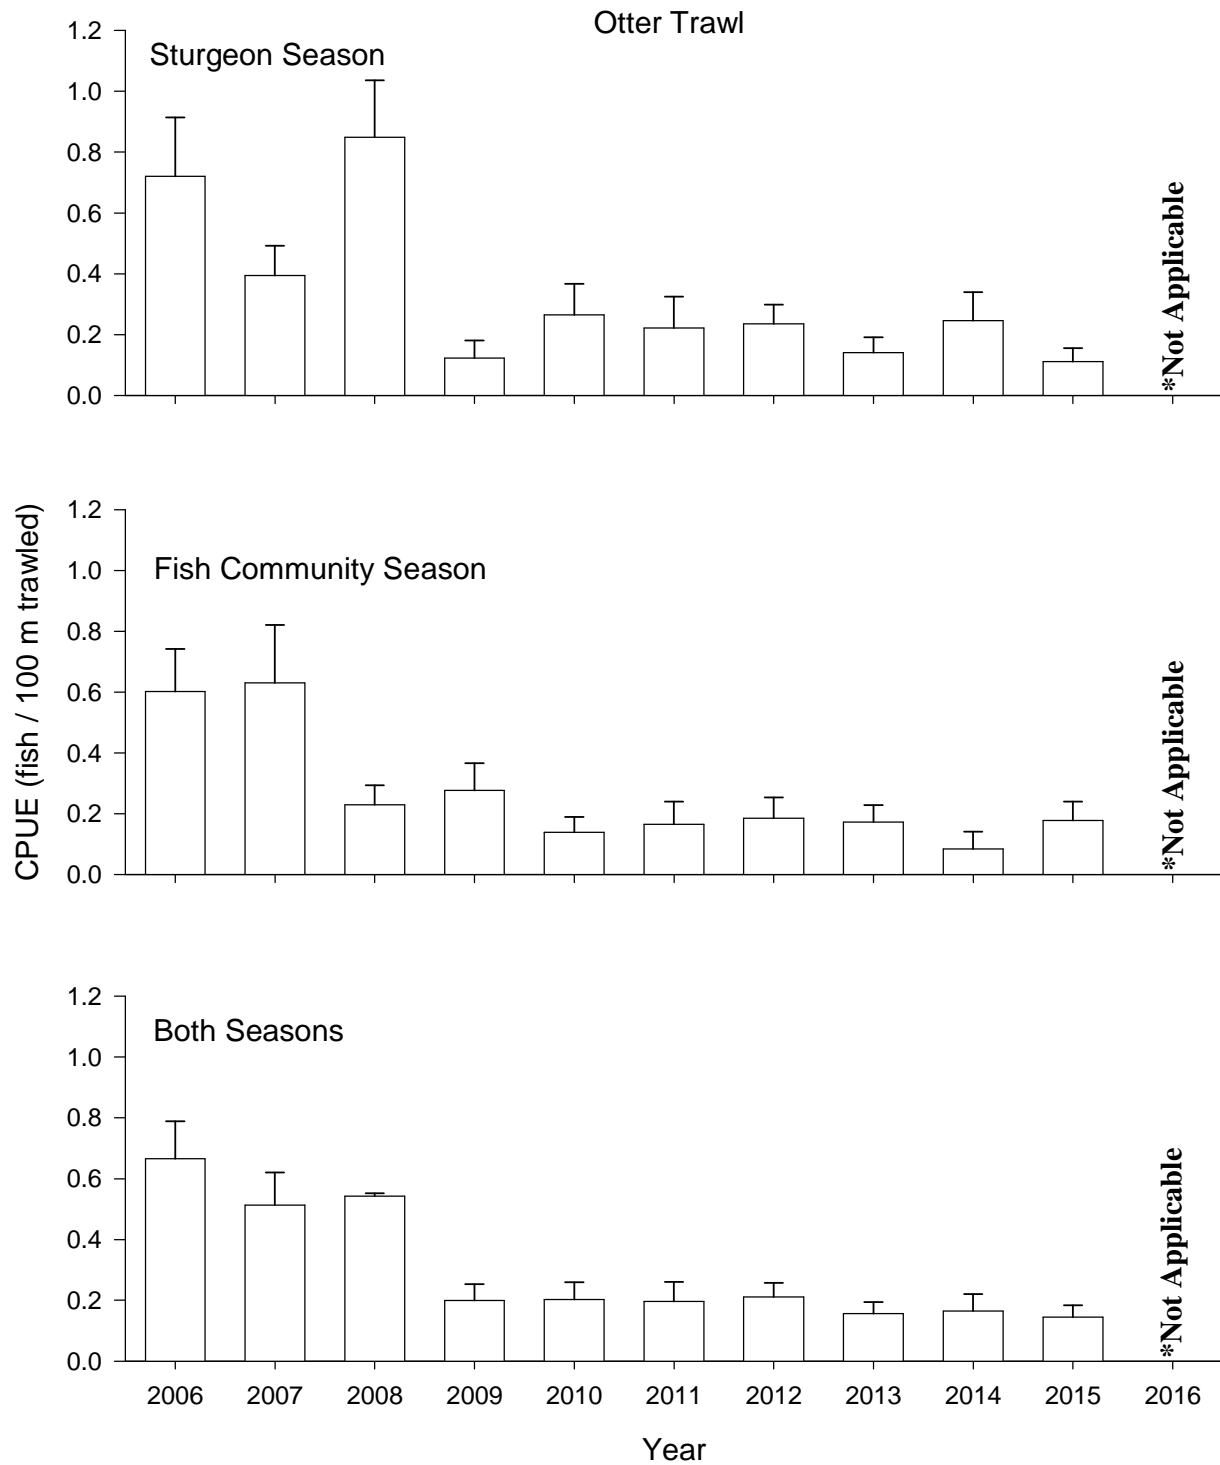 Otter Trawl
Sturgeon Season
1.2
1.0
0.8
0.6
0.4
0.2
0.0
*Not Applicable
Fish Community Season
1.2
1.0
0.8
0.6
0.4
0.2
0.0
*Not Applicable
CPUE (fish / 100 m trawled)
Both Seasons
1.2
1.0
0.8
0.6
0.4
0.2
0.0
*Not Applicable
2006 2007 2008 2009 2010 2011 2012 2013 2014 2015 2016
Year